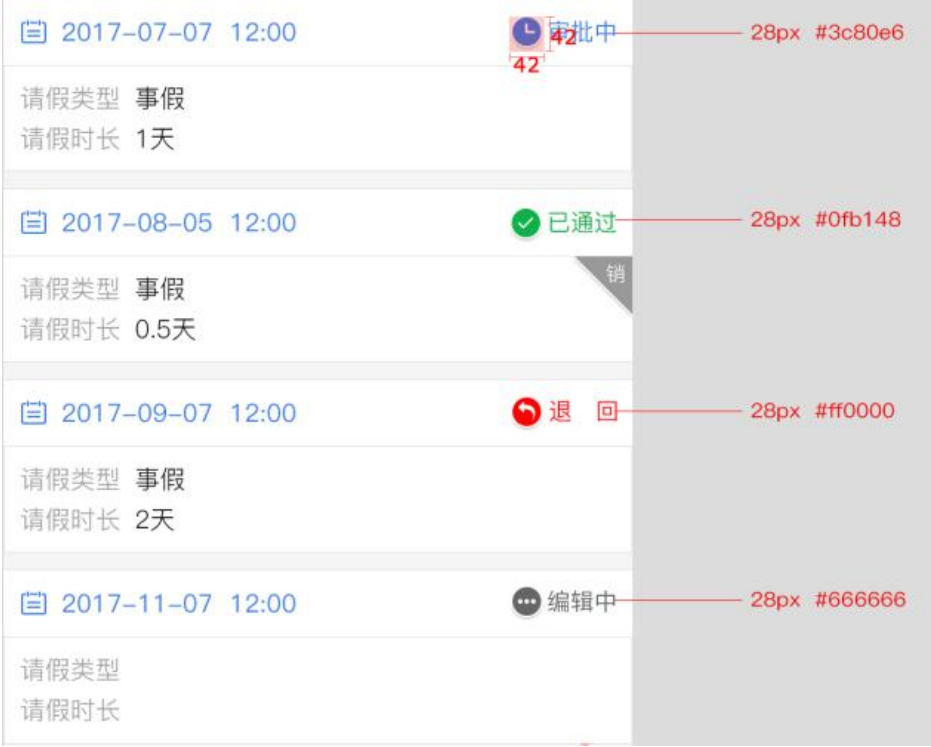 2017-07-07 12:00 审批中 28px #3c80e6
42
42
请假类型 事假
请假时长 1天
2017-08-05 12:00 已通过 28px #0fb148
销
请假类型 事假
请假时长 0.5天
2017-09-07 12:00 退 回 28px #ff0000
请假类型 事假
请假时长 2天
2017-11-07 12:00 编辑中 28px #666666
请假类型
请假时长